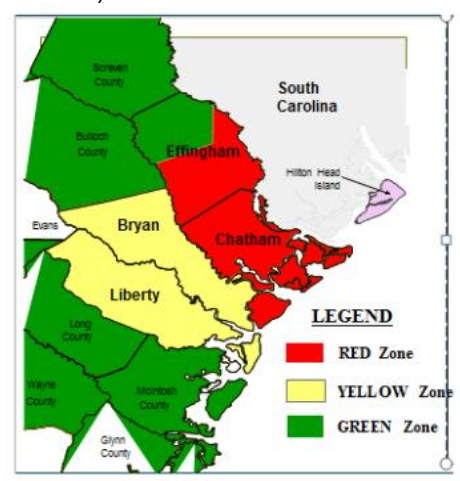 Screven
County
South
Carolina
Bulloch
County
Effingham
Hilton Head
Island
Evans
Bryan
Chatham
Liberty
LEGEND
Long
County
RED Zone
YELLOW Zone
GREEN Zone
Wayne
County
McIntosh
County
Glynn
County